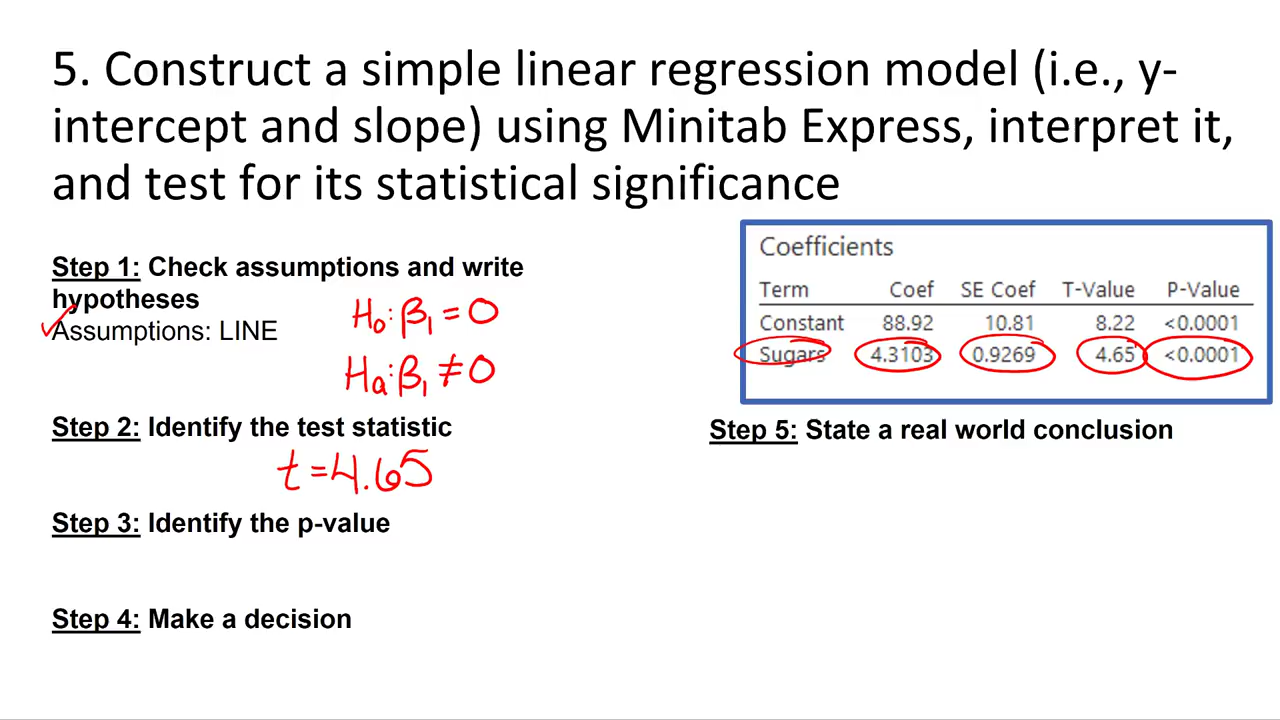 5. Construct a simple linear regression model (i.e., y-
intercept and slope) using Minitab Express, interpret it,
and test for its statistical significance
Step 1: Check assumptions and write
hypotheses
Assumptions: LINE
H₀: β₁ = 0
Hₐ: β₁ ≠ 0
Step 2: Identify the test statistic
t = 4.65
Step 3: Identify the p-value
Step 4: Make a decision
Coefficients
Term Coef SE Coef T-Value P-Value
Constant 88.92 10.81 8.22 <0.0001
Sugars 4.3103 0.9269 4.65 <0.0001
Step 5: State a real world conclusion